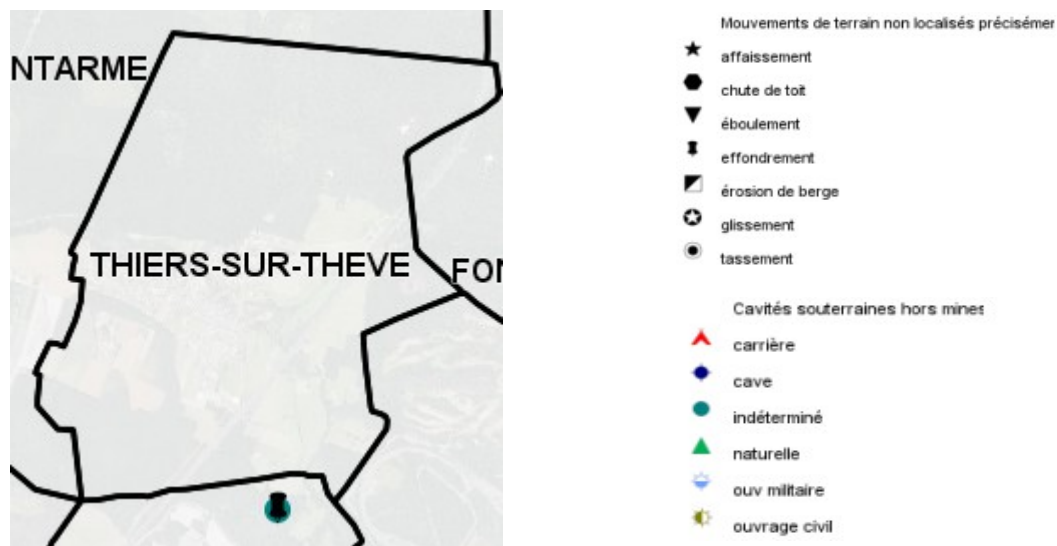 NTARME
THIERS-SUR-THEVE
FON
Mouvements de terrain non localisés préciséme
affaissement
chute de toit
éboulement
effondrement
érosion de berge
glissement
tassement
Cavités souterraines hors mines
carrière
cave
indéterminé
naturelle
ouv militaire
ouvrage civil